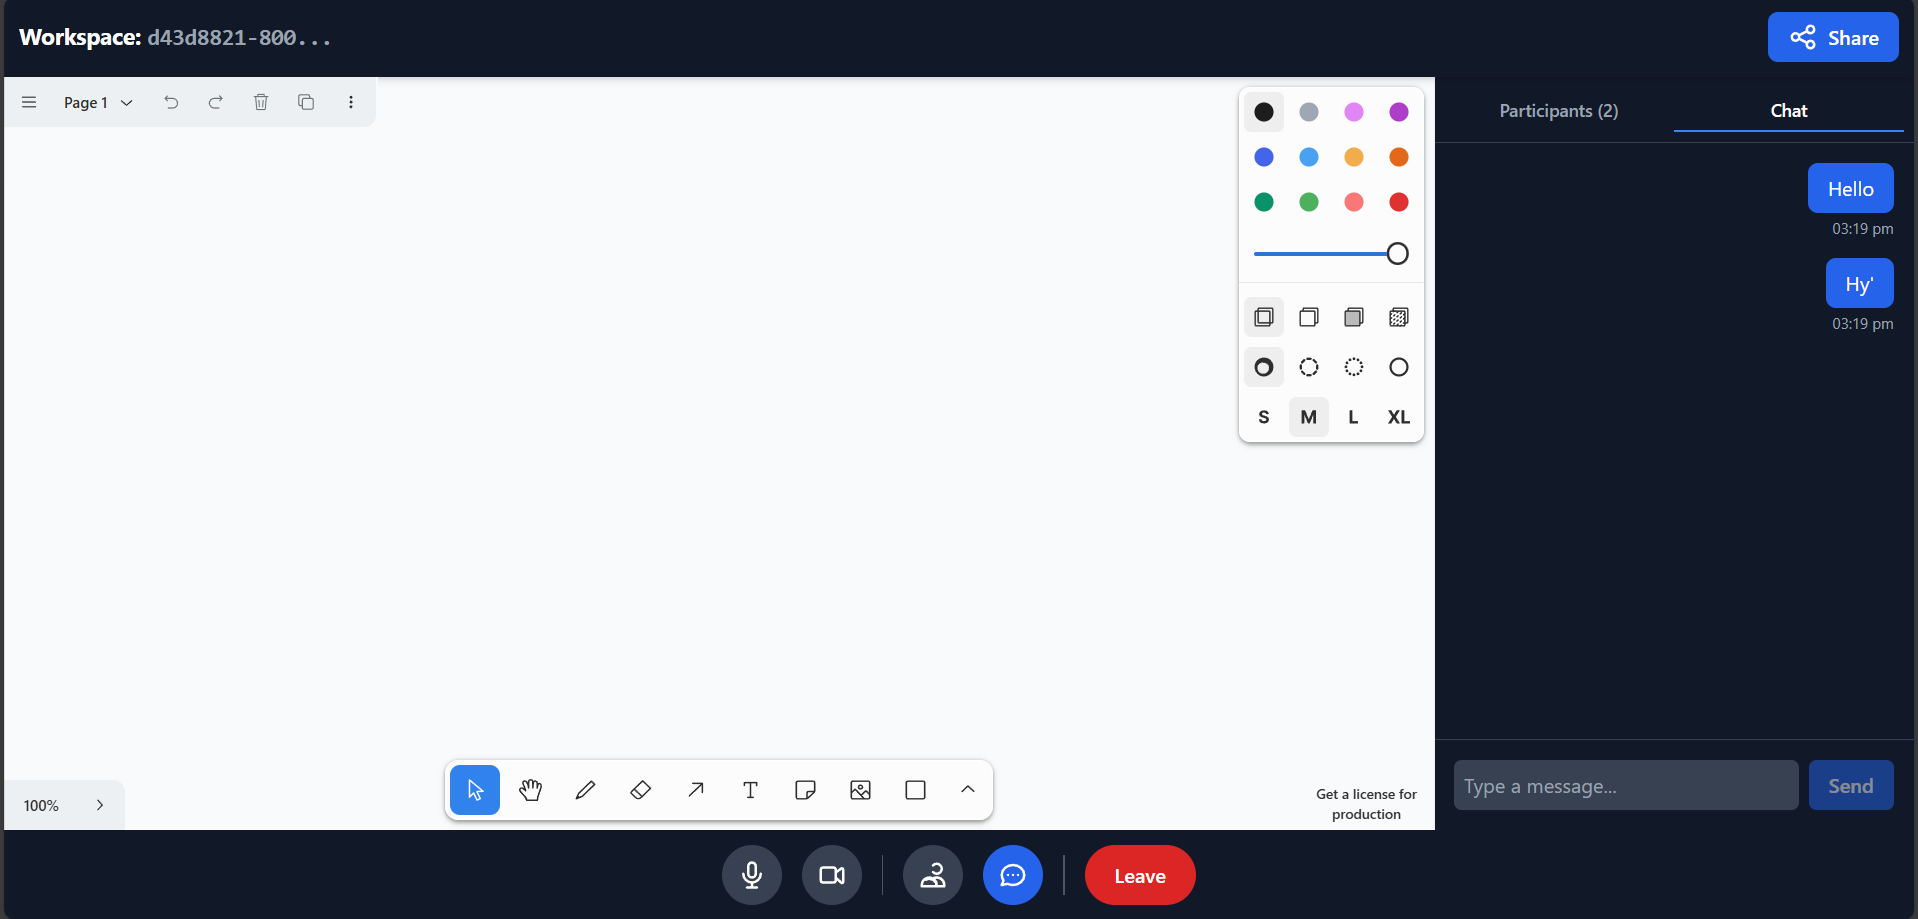 Workspace: d43d8821-800...
Share
Page 1
Participants (2)
Chat
Hello
03:19 pm
Hy'
03:19 pm
S M L XL
Type a message...
Send
Get a license for
production
100%
T
Leave